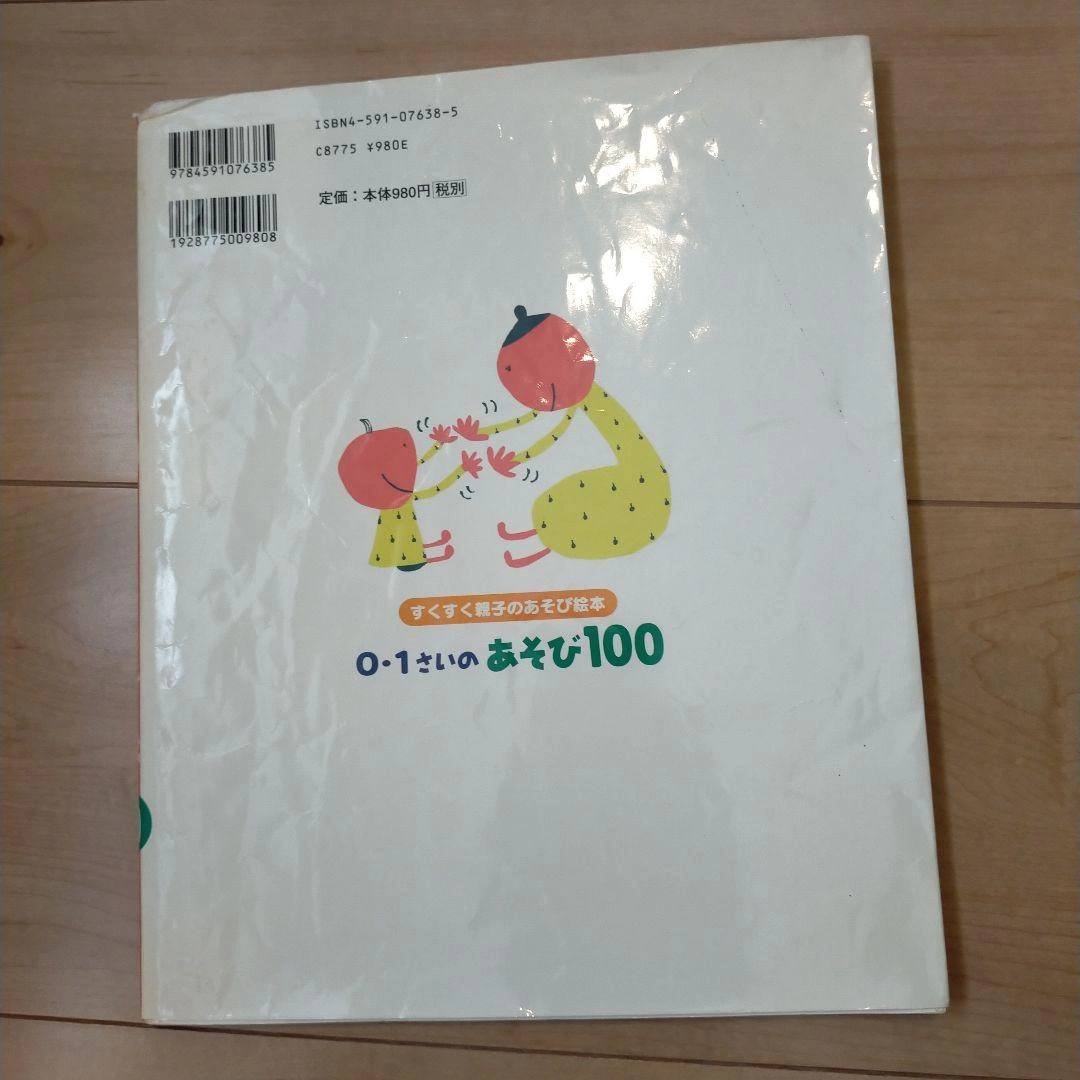 ISBN4-591-07638-5
C8775 ¥980E
9784591076385
定価：本体980円 税別
1928775009808
すくすく親子のあそび絵本
0・1さいの あそび100